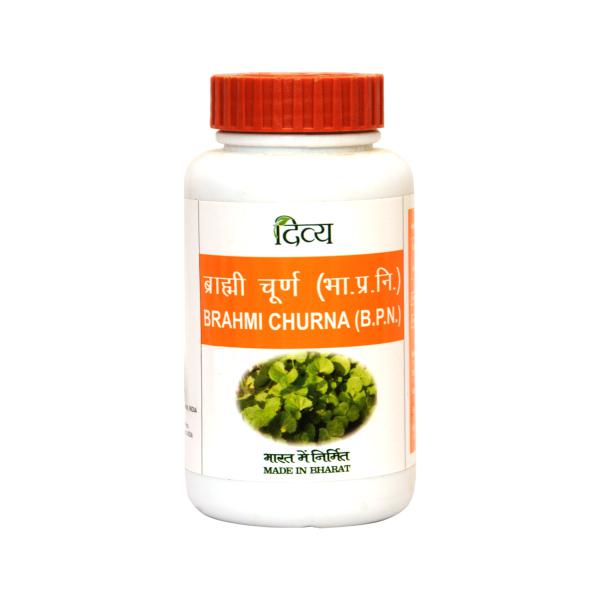 दिव्य
ब्राह्मी चूर्ण (भा.प्र.नि.)
BRAHMI CHURNA (B.P.N.)
भारत में निर्मित
MADE IN BHARAT